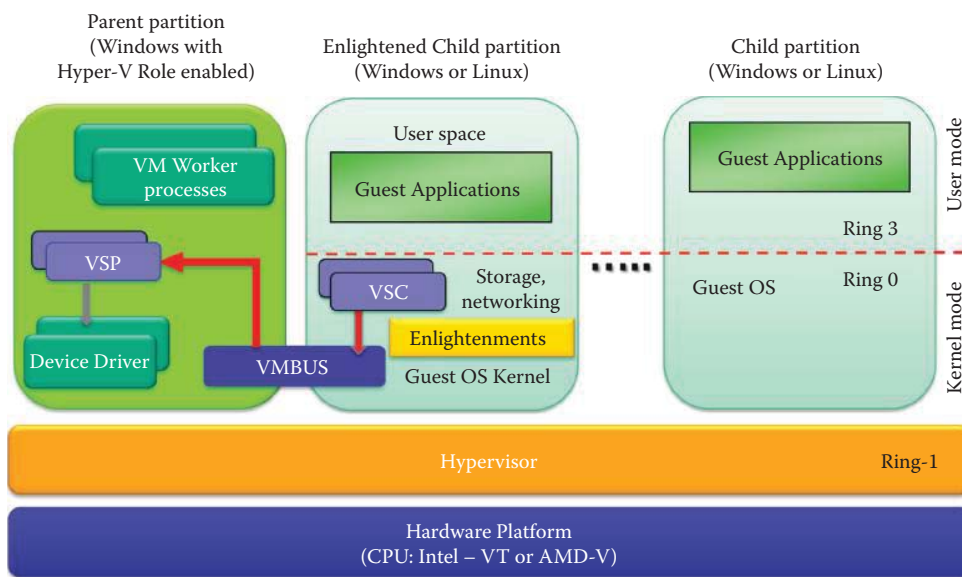 Parent partition
(Windows with
Hyper-V Role enabled)
Enlightened Child partition
(Windows or Linux)
Child partition
(Windows or Linux)
VM Worker
processes
VSP
Device Driver
User space
Guest Applications
VSC
Storage,
networking
Enlightenments
VMBUS
Guest OS Kernel
Guest Applications
Ring 3
Guest OS
Ring 0
User mode
Kernel mode
Hypervisor
Ring-1
Hardware Platform
(CPU: Intel – VT or AMD-V)